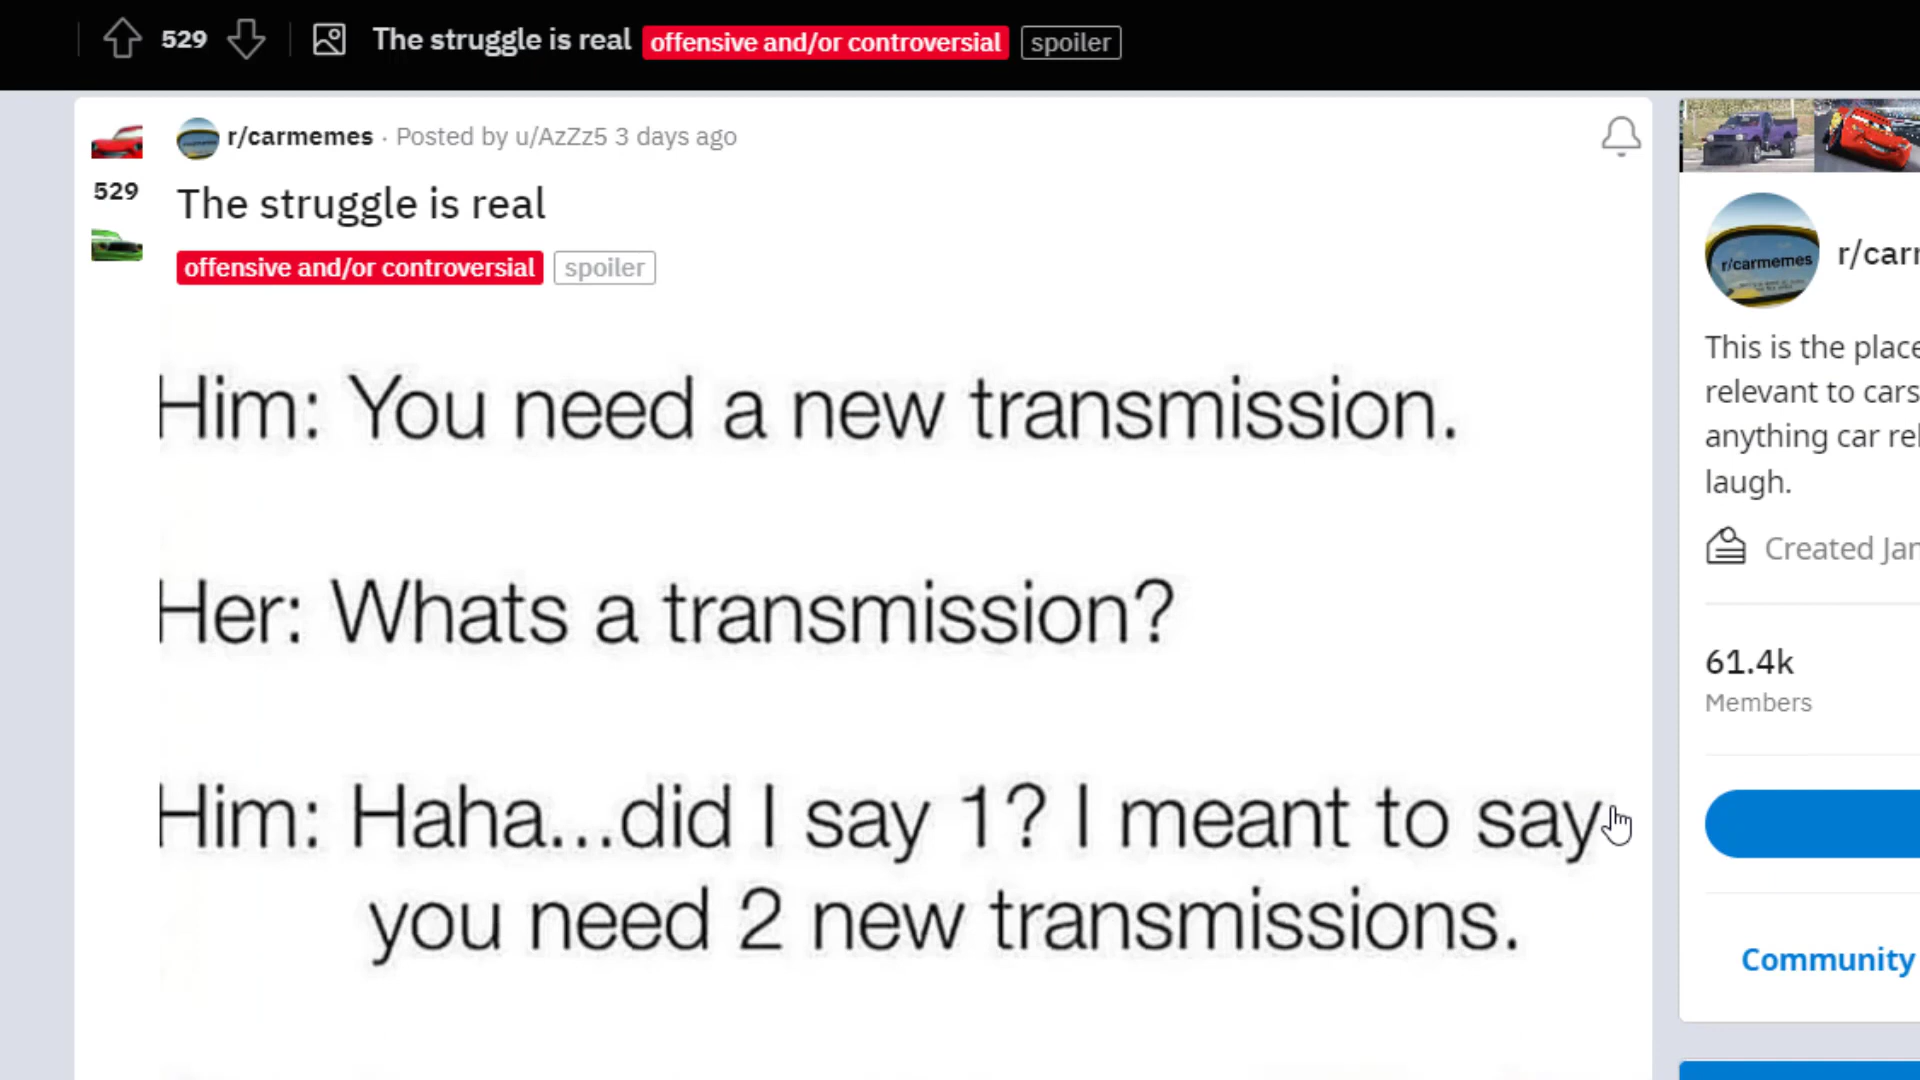 529 The struggle is real offensive and/or controversial spoiler
r/carmemes · Posted by u/AzZz5 3 days ago
529
The struggle is real
offensive and/or controversial spoiler
Him: You need a new transmission.
Her: Whats a transmission?
Him: Haha...did I say 1? I meant to say
you need 2 new transmissions.
r/carmemes
r/carm
This is the place
relevant to cars
anything car rel
laugh.
Created Jan
61.4k
Members
Community